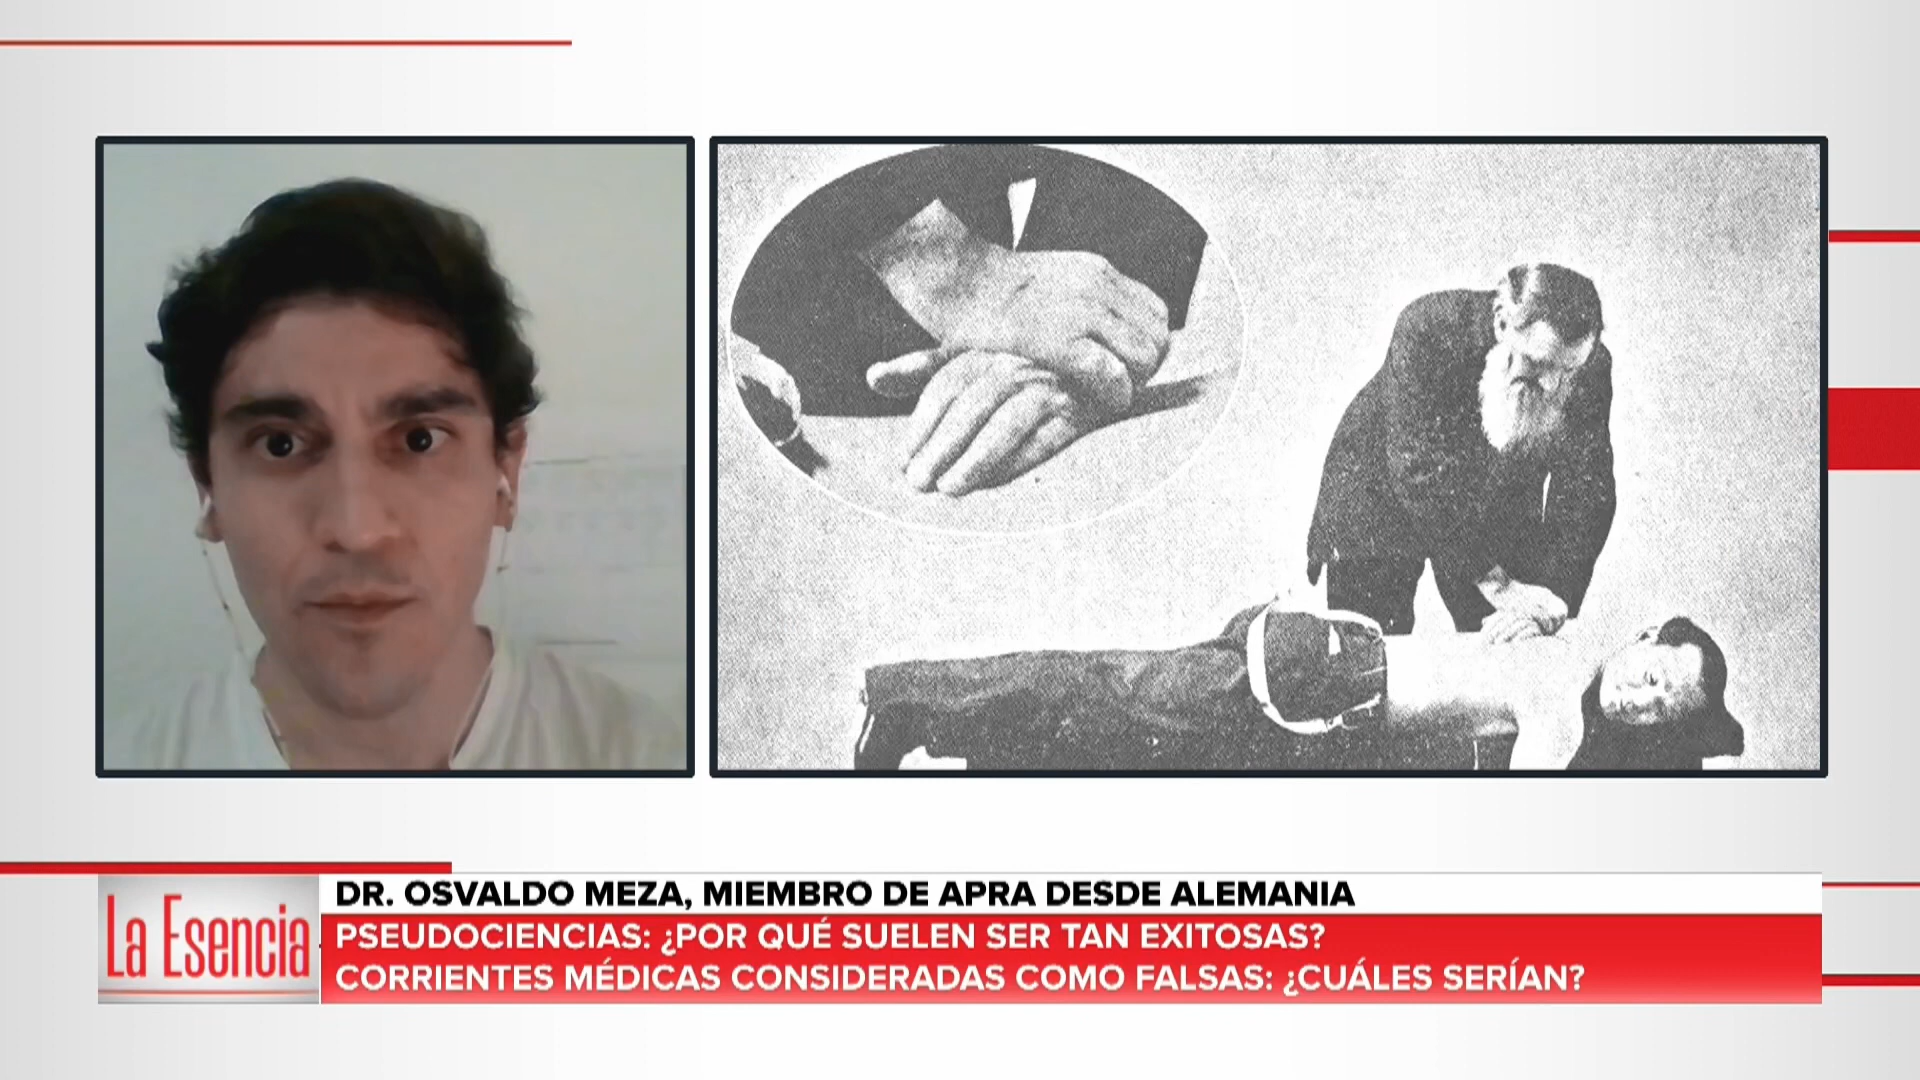 DR. OSVALDO MEZA, MIEMBRO DE APRA DESDE ALEMANIA
La Esencia
PSEUDOCIENCIAS: ¿POR QUÉ SUELEN SER TAN EXITOSAS?
CORRIENTES MÉDICAS CONSIDERADAS COMO FALSAS: ¿CUÁLES SERÍAN?